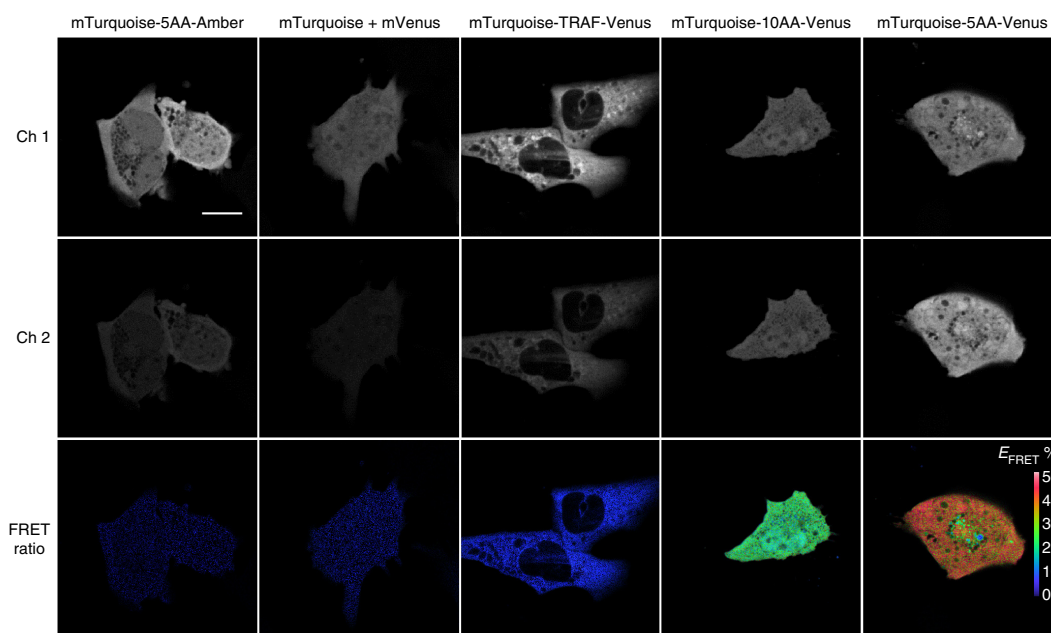 mTurquoise-5AA-Amber mTurquoise + mVenus mTurquoise-TRAF-Venus mTurquoise-10AA-Venus mTurquoise-5AA-Venus
Ch 1
Ch 2
FRET
ratio
E FRET %
5
4
3
2
1
0